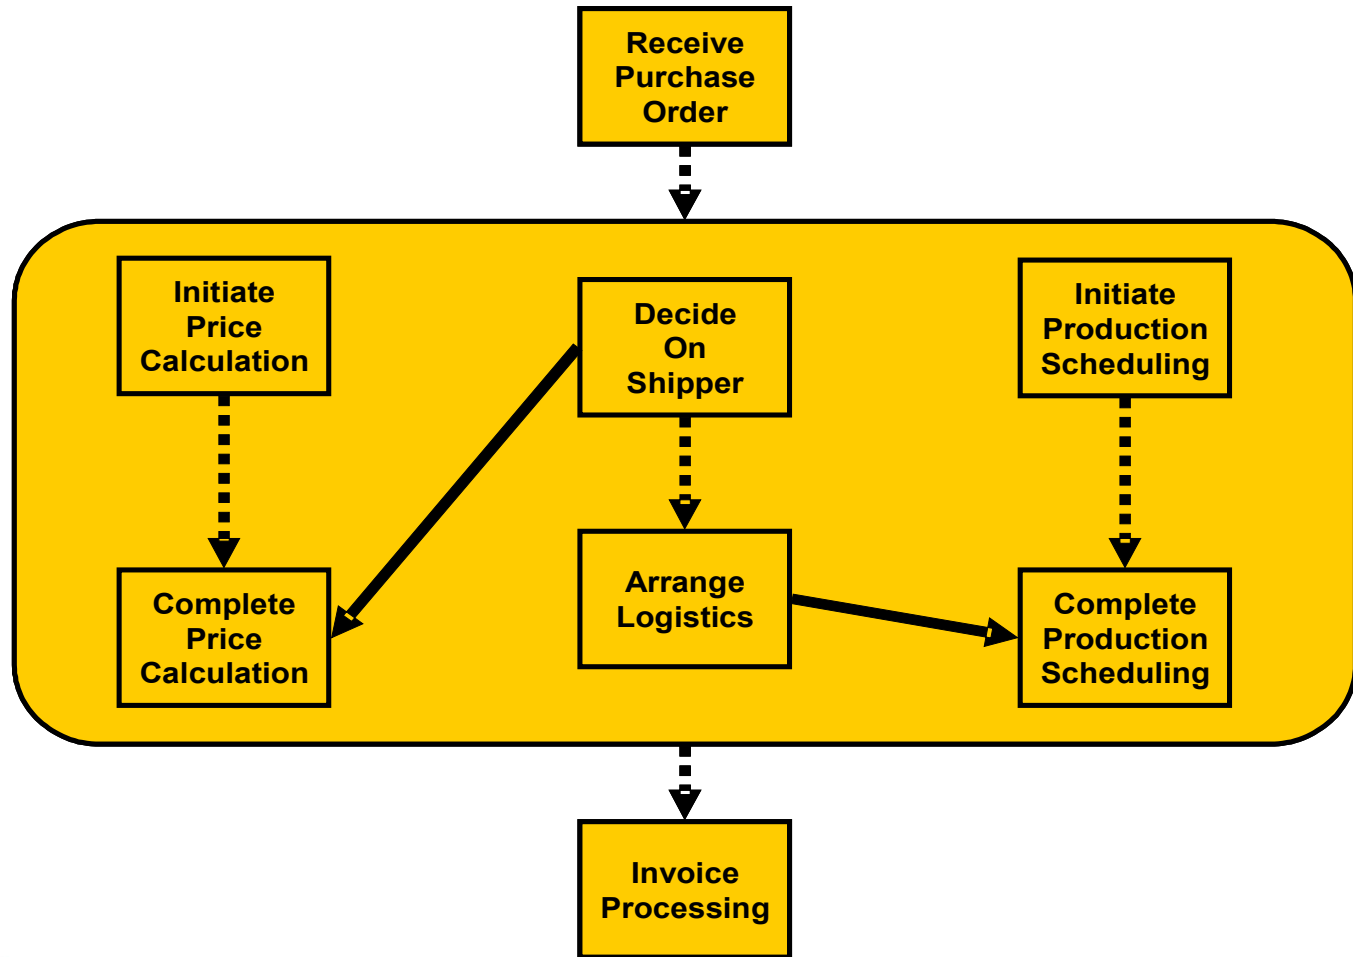 Receive
Purchase
Order
Initiate
Price
Calculation
Decide
On
Shipper
Initiate
Production
Scheduling
Complete
Price
Calculation
Arrange
Logistics
Complete
Production
Scheduling
Invoice
Processing